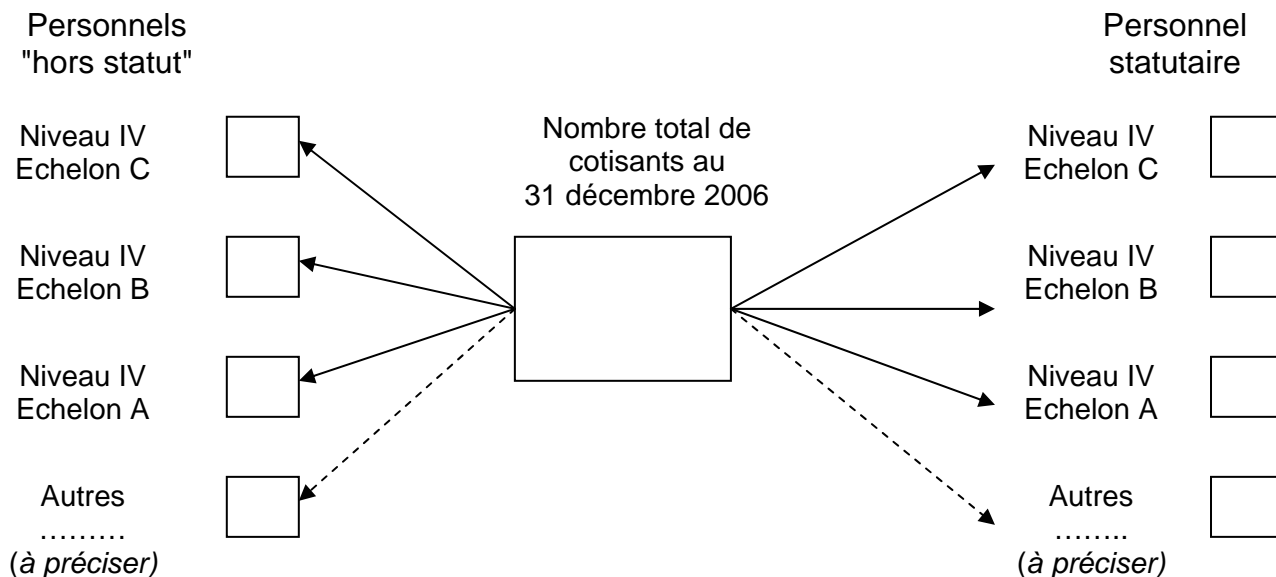 Personnels
"hors statut"
Niveau IV
Echelon C
Niveau IV
Echelon B
Niveau IV
Echelon A
Autres
………
(à préciser)
Nombre total de
cotisants au
31 décembre 2006
Personnel
statutaire
Niveau IV
Echelon C
Niveau IV
Echelon B
Niveau IV
Echelon A
Autres
……..
(à préciser)